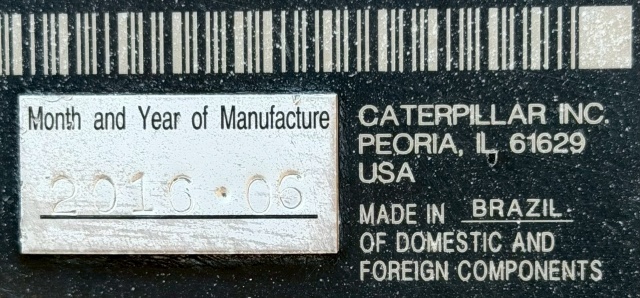 Month and Year of Manufacture
2016 . 06
CATERPILLAR INC.
PEORIA, IL 61629
USA
MADE IN BRAZIL
OF DOMESTIC AND
FOREIGN COMPONENTS